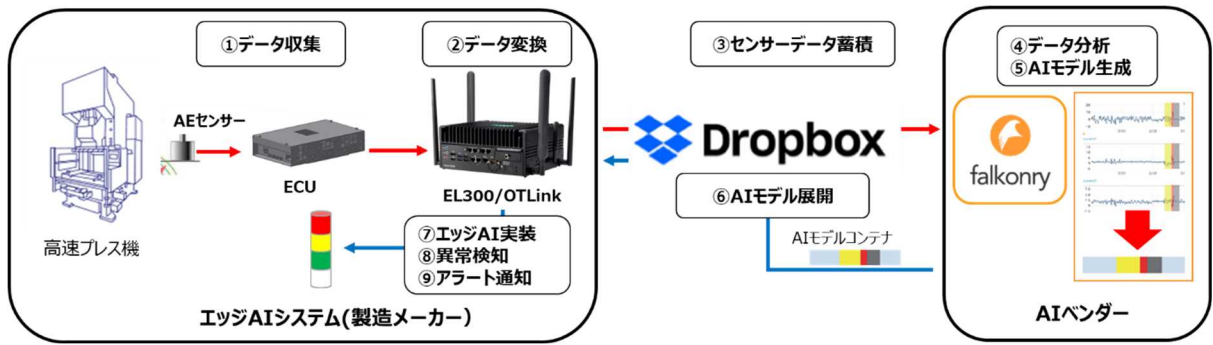 ①データ収集
②データ変換
③センサーデータ蓄積
④データ分析
⑤AIモデル生成
AEセンサー
ECU
EL300/OTLink
Dropbox
falkonry
⑥AIモデル展開
高速プレス機
⑦エッジAI実装
⑧異常検知
⑨アラート通知
AIモデルコンテナ
エッジAIシステム(製造メーカー）
AIベンダー